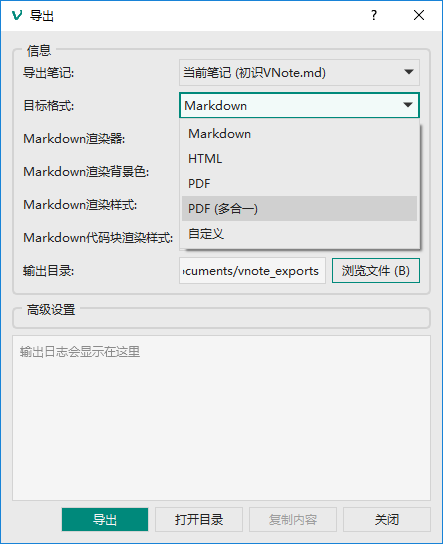 导出
信息
导出笔记: 当前笔记 (初识VNote.md)
目标格式: Markdown
Markdown渲染器: Markdown
HTML
Markdown渲染背景色: PDF
Markdown渲染样式: PDF (多合一)
Markdown代码块渲染样式: 自定义
输出目录: ocuments/vnote_exports 浏览文件 (B)
高级设置
输出日志会显示在这里
导出 打开目录 复制内容 关闭